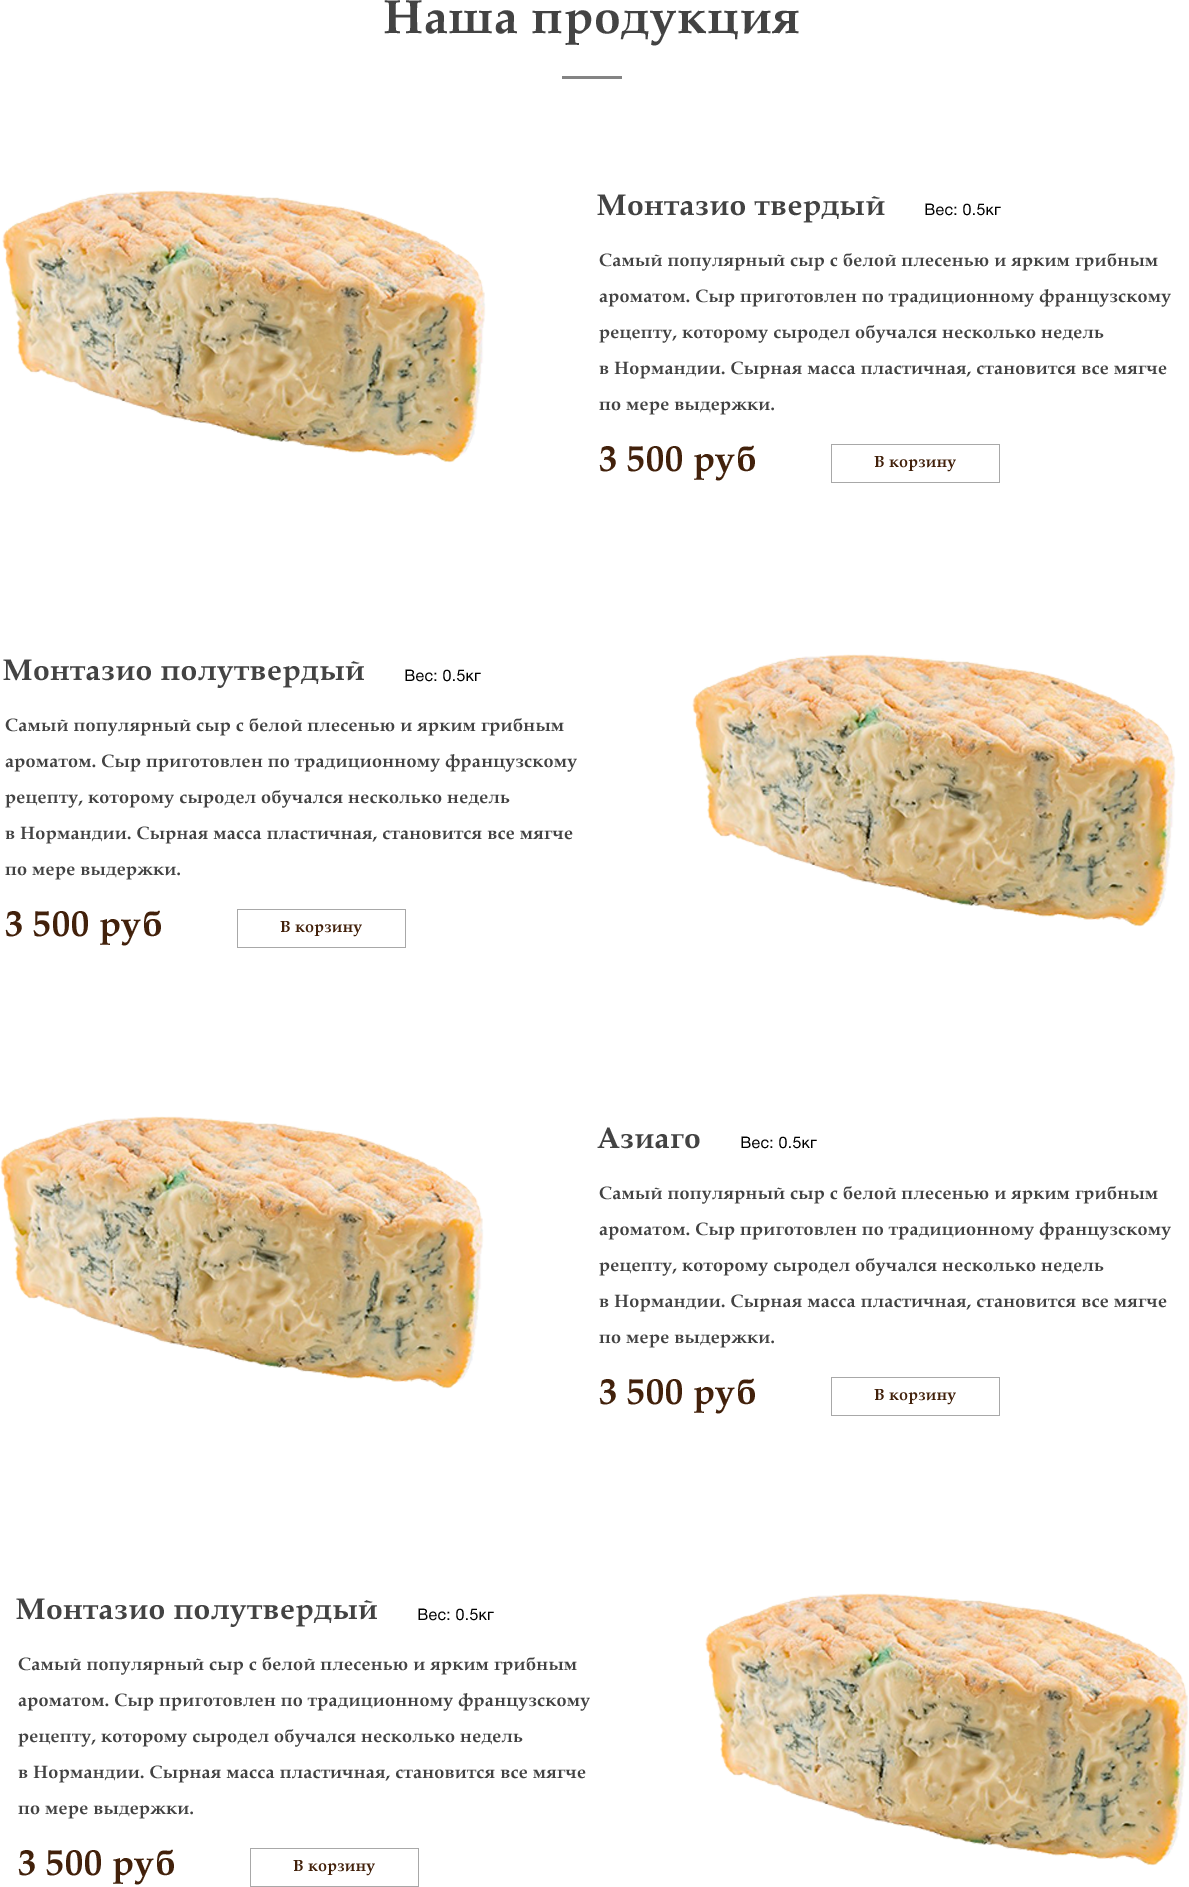 Наша продукция
Монтазио твердый Вес: 0.5кг
Самый популярный сыр с белой плесенью и ярким грибным
ароматом. Сыр приготовлен по традиционному французскому
рецепту, которому сыродел обучался несколько недель
в Нормандии. Сырная масса пластичная, становится все мягче
по мере выдержки.
3 500 руб В корзину
Монтазио полутвердый Вес: 0.5кг
Самый популярный сыр с белой плесенью и ярким грибным
ароматом. Сыр приготовлен по традиционному французскому
рецепту, которому сыродел обучался несколько недель
в Нормандии. Сырная масса пластичная, становится все мягче
по мере выдержки.
3 500 руб В корзину
Азиаго Вес: 0.5кг
Самый популярный сыр с белой плесенью и ярким грибным
ароматом. Сыр приготовлен по традиционному французскому
рецепту, которому сыродел обучался несколько недель
в Нормандии. Сырная масса пластичная, становится все мягче
по мере выдержки.
3 500 руб В корзину
Монтазио полутвердый Вес: 0.5кг
Самый популярный сыр с белой плесенью и ярким грибным
ароматом. Сыр приготовлен по традиционному французскому
рецепту, которому сыродел обучался несколько недель
в Нормандии. Сырная масса пластичная, становится все мягче
по мере выдержки.
3 500 руб В корзину